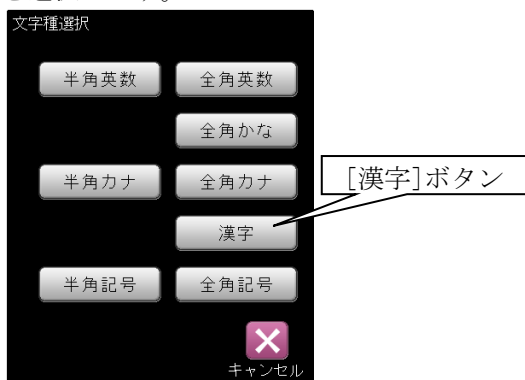 文字種選択
半角英数 全角英数
全角かな
半角カナ 全角カナ
[漢字]ボタン
漢字
半角記号 全角記号
キャンセル